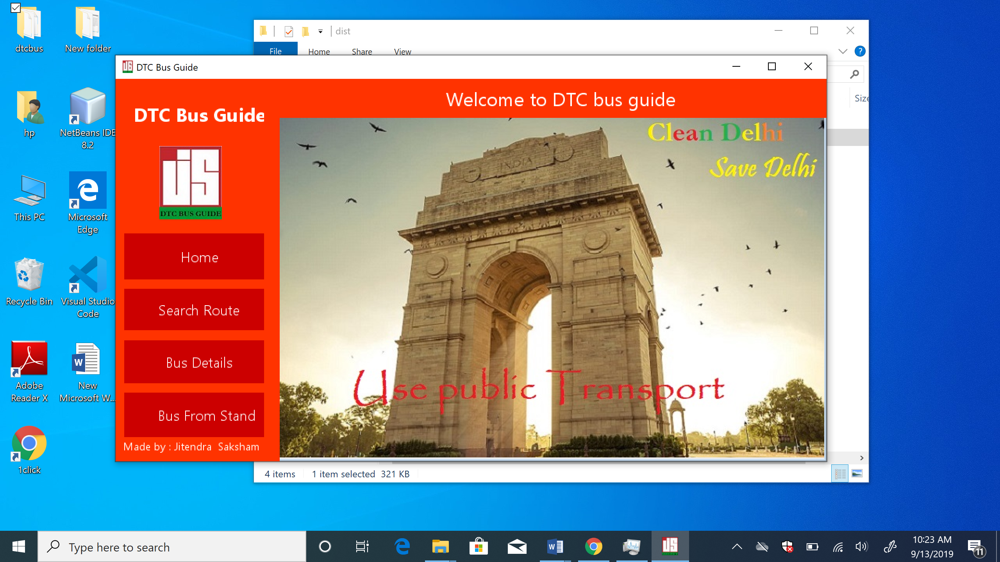 dtcbus
New folder
hp
NetBeans IDE
8.2
This PC
Microsoft
Edge
Recycle Bin
Visual Studio
Code
Adobe
Reader X
New
Microsoft W...
1click
dist
File Home Share View
Size
DTC Bus Guide
Welcome to DTC bus guide
DTC Bus Guide
JS
DTC BUS GUIDE
Home
Search Route
Bus Details
Bus From Stand
Made by : Jitendra Saksham
Clean Delhi
Save Delhi
INDIA
Use public Transport
4 items 1 item selected 321 KB
Type here to search
10:23 AM
9/13/2019
11